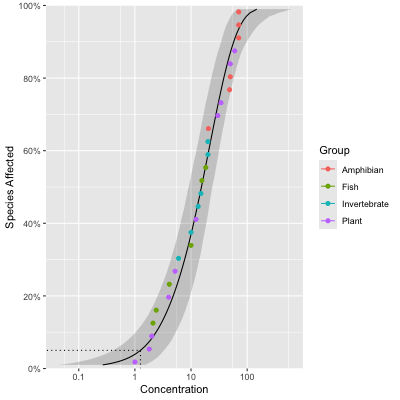 100%
80%
60%
40%
20%
0%
Species Affected
0.1
1
10
100
Concentration
Group
Amphibian
Fish
Invertebrate
Plant